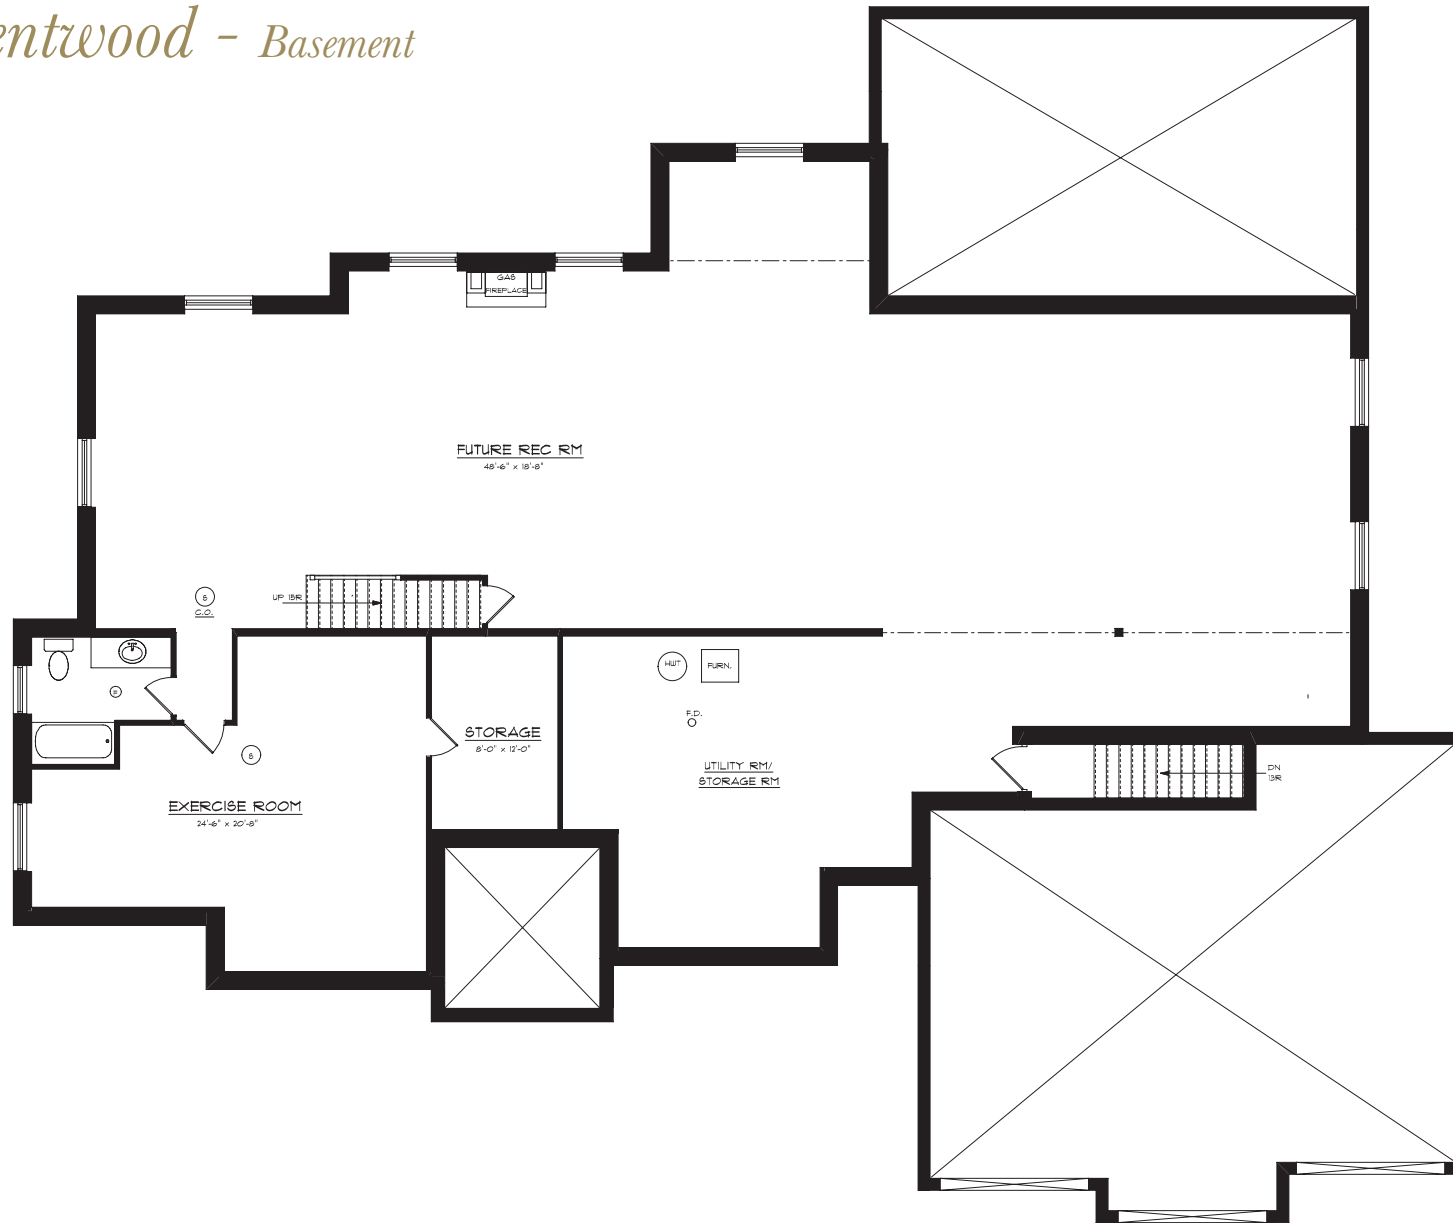 entwood - Basement
GAS
FIREPLACE
FUTURE REC RM
48'-6" x 18'-8"
S
C.O.
UP 15R
HWT
FURN.
F.D.
STORAGE
8'-0" x 12'-0"
UTILITY RM/
STORAGE RM
S
EXERCISE ROOM
24'-6" x 20'-8"
DN
13R